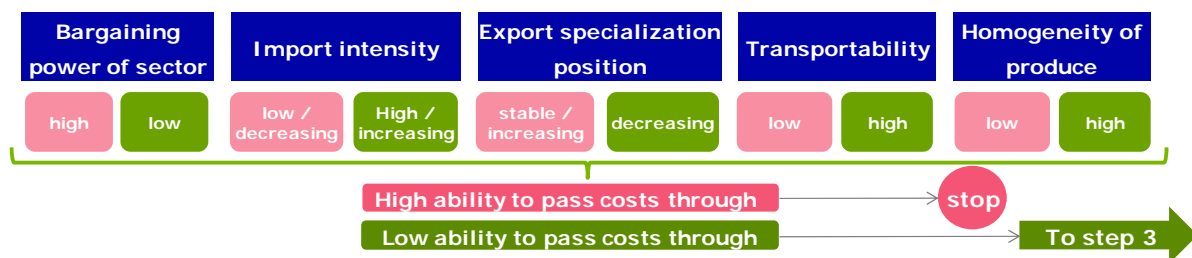 Bargaining
power of sector
Import intensity
Export specialization
position
Transportability
Homogeneity of
produce
high
low
low /
decreasing
High /
increasing
stable /
increasing
decreasing
low
high
low
high
High ability to pass costs through
stop
Low ability to pass costs through
To step 3